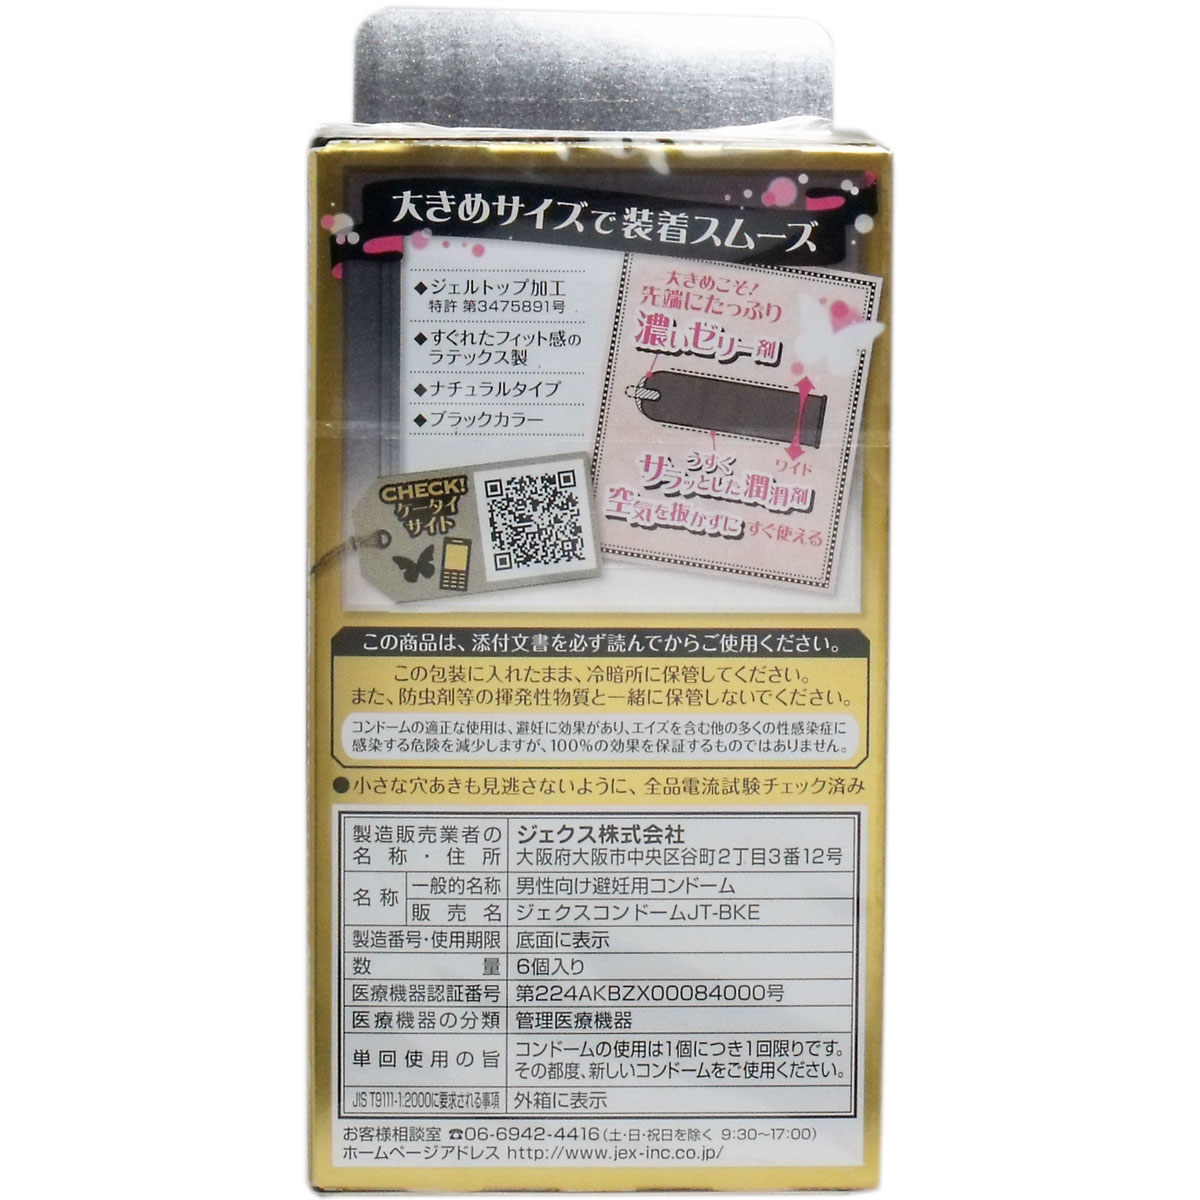 大きめサイズで装着スムーズ
◆ジェルトップ加工
特許 第3475891号
◆すぐれたフィット感の
ラテックス製
◆ナチュラルタイプ
◆ブラックカラー
大きめこそ!
先端にたっぷり
濃いゼリー剤
ワイド
うすく
サラッとした潤滑剤
空気を抜かずにすぐ使える
CHECK!
ケータイ
サイト
この商品は、添付文書を必ず読んでからご使用ください。
この包装に入れたまま、冷暗所に保管してください。
また、防虫剤等の揮発性物質と一緒に保管しないでください。
コンドームの適正な使用は、避妊に効果があり、エイズを含む他の多くの性感染症に
感染する危険を減少しますが、100%の効果を保証するものではありません。
●小さな穴あきも見逃さないように、全品電流試験チェック済み
製造販売業者の名称・住所 ジェクス株式会社
大阪府大阪市中央区谷町2丁目3番12号
名称 一般的名称 男性向け避妊用コンドーム
販売名 ジェクスコンドームJT-BKE
製造番号・使用期限 底面に表示
数量 6個入り
医療機器認証番号 第224AKBZX00084000号
医療機器の分類 管理医療機器
単回使用の旨 コンドームの使用は1個につき1回限りです。
その都度、新しいコンドームをご使用ください。
JIS T9111-1:2000に要求される事項 外箱に表示
お客様相談室 ☎06-6942-4416(土・日・祝日を除く 9:30〜17:00)
ホームページアドレス http://www.jex-inc.co.jp/